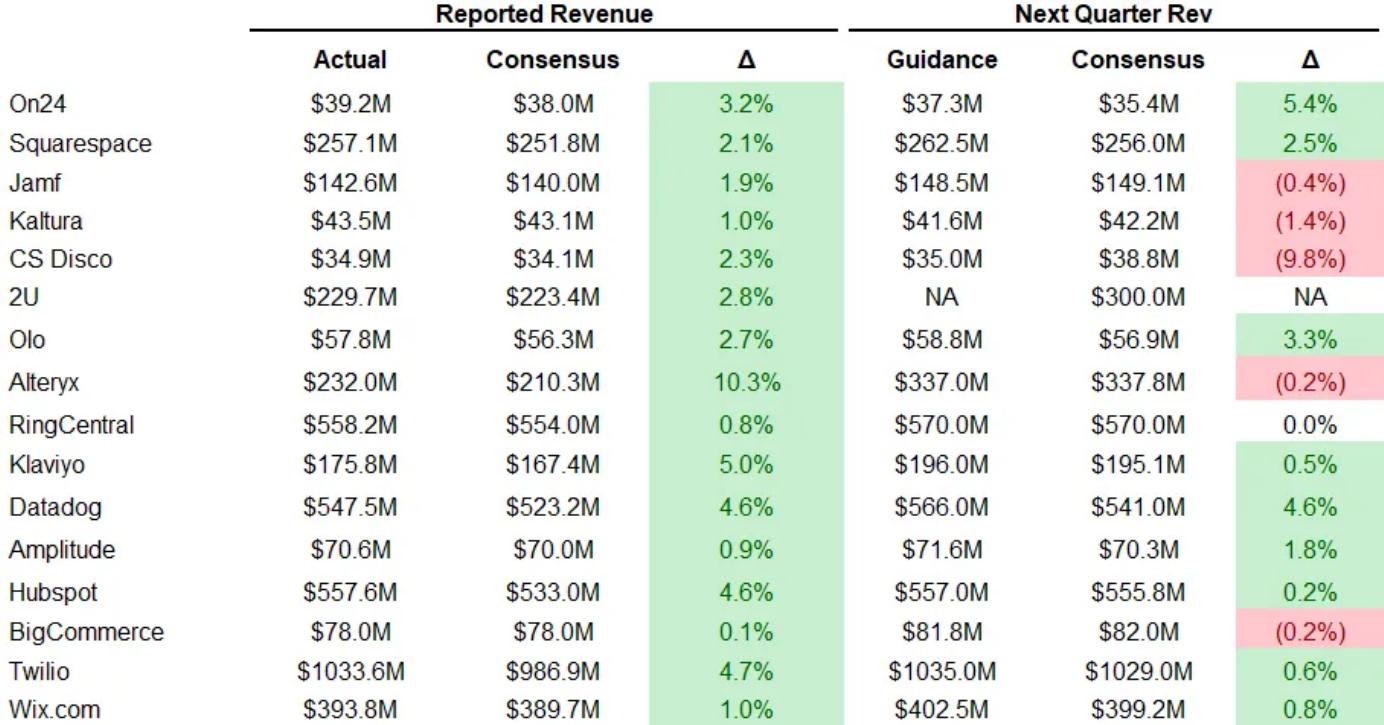 Reported Revenue Next Quarter Rev
Actual Consensus Δ Guidance Consensus Δ
On24 $39.2M $38.0M 3.2% $37.3M $35.4M 5.4%
Squarespace $257.1M $251.8M 2.1% $262.5M $256.0M 2.5%
Jamf $142.6M $140.0M 1.9% $148.5M $149.1M (0.4%)
Kaltura $43.5M $43.1M 1.0% $41.6M $42.2M (1.4%)
CS Disco $34.9M $34.1M 2.3% $35.0M $38.8M (9.8%)
2U $229.7M $223.4M 2.8% NA $300.0M NA
Olo $57.8M $56.3M 2.7% $58.8M $56.9M 3.3%
Alteryx $232.0M $210.3M 10.3% $337.0M $337.8M (0.2%)
RingCentral $558.2M $554.0M 0.8% $570.0M $570.0M 0.0%
Klaviyo $175.8M $167.4M 5.0% $196.0M $195.1M 0.5%
Datadog $547.5M $523.2M 4.6% $566.0M $541.0M 4.6%
Amplitude $70.6M $70.0M 0.9% $71.6M $70.3M 1.8%
Hubspot $557.6M $533.0M 4.6% $557.0M $555.8M 0.2%
BigCommerce $78.0M $78.0M 0.1% $81.8M $82.0M (0.2%)
Twilio $1033.6M $986.9M 4.7% $1035.0M $1029.0M 0.6%
Wix.com $393.8M $389.7M 1.0% $402.5M $399.2M 0.8%